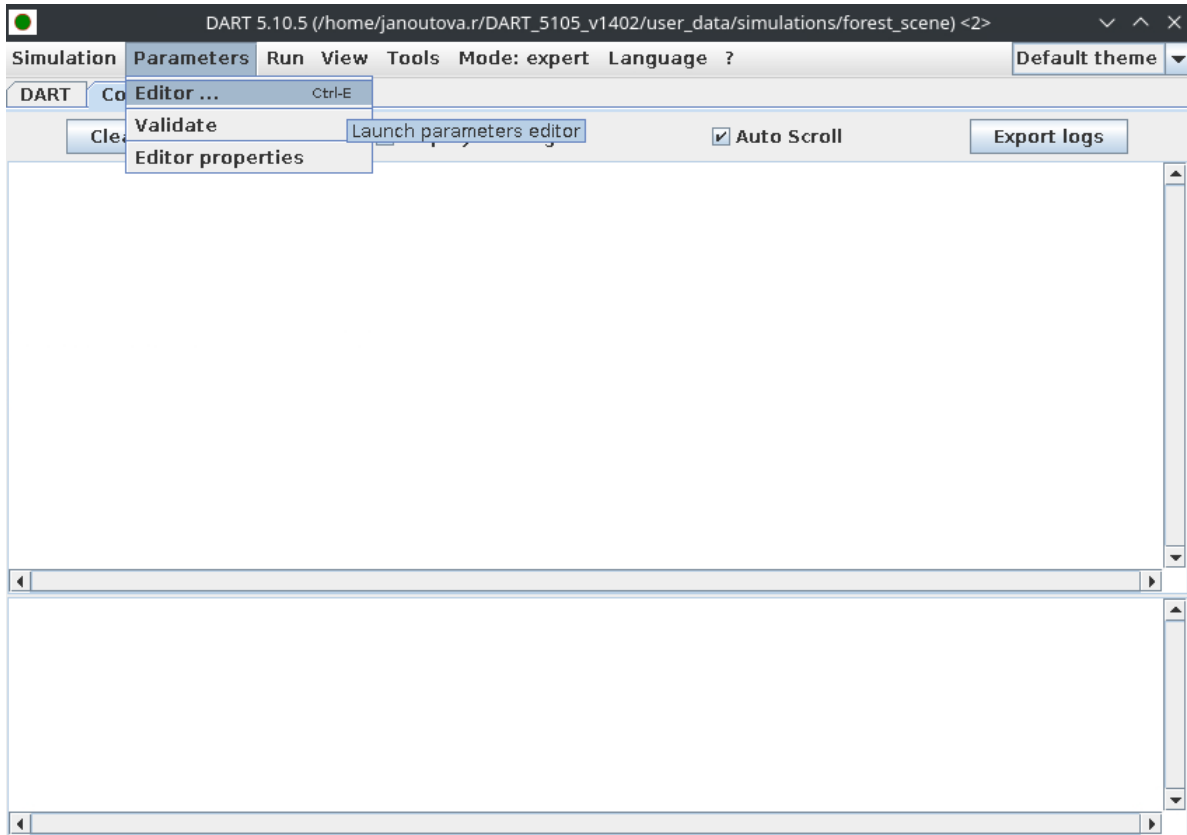 DART 5.10.5 (/home/janoutova.r/DART_5105_v1402/user_data/simulations/forest_scene) <2>
Simulation Parameters Run View Tools Mode: expert Language ? Default theme
DART Co Editor ... Ctrl-E
Clea Validate Launch parameters editor Auto Scroll Export logs
Editor properties